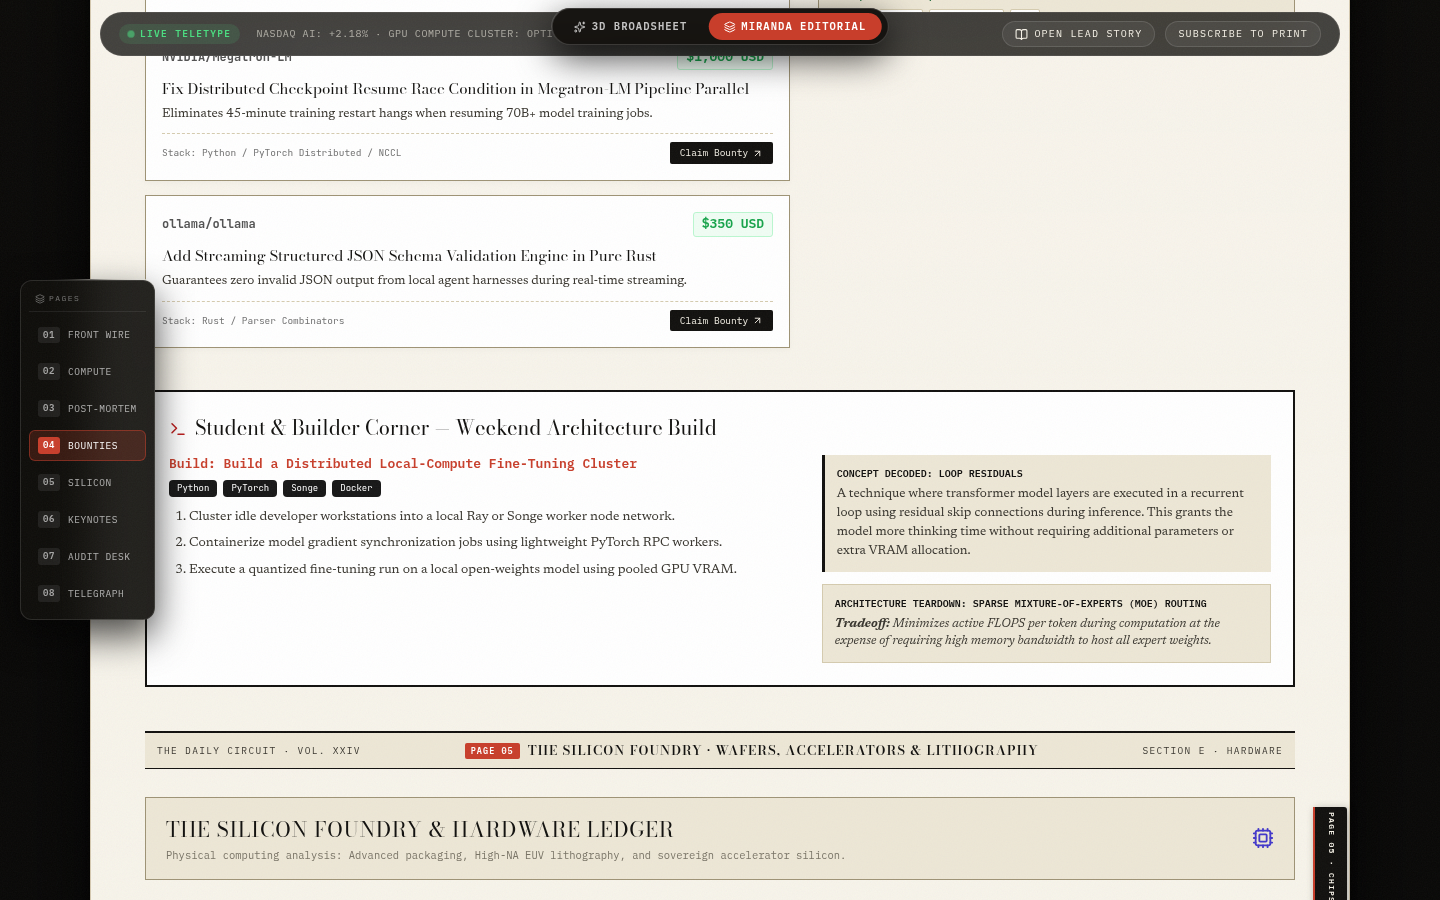 LIVE TELETYPE
NASDAQ AI: +2.18% · GPU COMPUTE CLUSTER: OPTI
3D BROADSHEET
MIRANDA EDITORIAL
OPEN LEAD STORY
SUBSCRIBE TO PRINT
NVIDIA/Megatron-LM
$1,000 USD
Fix Distributed Checkpoint Resume Race Condition in Megatron-LM Pipeline Parallel
Eliminates 45-minute training restart hangs when resuming 70B+ model training jobs.
Stack: Python / PyTorch Distributed / NCCL
Claim Bounty
ollama/ollama
$350 USD
Add Streaming Structured JSON Schema Validation Engine in Pure Rust
Guarantees zero invalid JSON output from local agent harnesses during real-time streaming.
Stack: Rust / Parser Combinators
Claim Bounty
PAGES
01 FRONT WIRE
02 COMPUTE
03 POST-MORTEM
04 BOUNTIES
05 SILICON
06 KEYNOTES
07 AUDIT DESK
08 TELEGRAPH
Student & Builder Corner — Weekend Architecture Build
Build: Build a Distributed Local-Compute Fine-Tuning Cluster
Python PyTorch Songe Docker
1. Cluster idle developer workstations into a local Ray or Songe worker node network.
2. Containerize model gradient synchronization jobs using lightweight PyTorch RPC workers.
3. Execute a quantized fine-tuning run on a local open-weights model using pooled GPU VRAM.
CONCEPT DECODED: LOOP RESIDUALS
A technique where transformer model layers are executed in a recurrent
loop using residual skip connections during inference. This grants the
model more thinking time without requiring additional parameters or
extra VRAM allocation.
ARCHITECTURE TEARDOWN: SPARSE MIXTURE-OF-EXPERTS (MOE) ROUTING
Tradeoff: Minimizes active FLOPS per token during computation at the
expense of requiring high memory bandwidth to host all expert weights.
THE DAILY CIRCUIT · VOL. XXIV
PAGE 05 THE SILICON FOUNDRY · WAFERS, ACCELERATORS & LITHOGRAPHY
SECTION E · HARDWARE
THE SILICON FOUNDRY & HARDWARE LEDGER
Physical computing analysis: Advanced packaging, High-NA EUV lithography, and sovereign accelerator silicon.
PAGE 05 · CHIPS